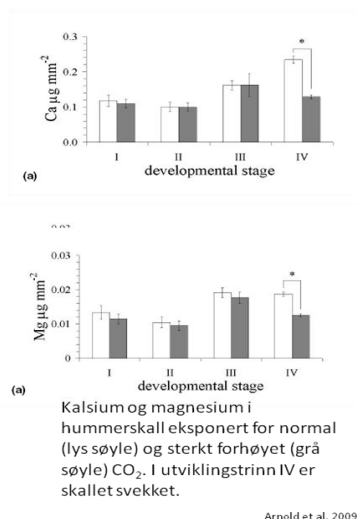 0.3
*
0.2
Ca µg mm-2
0.1
0.0
I II III IV
developmental stage
(a)
0.03
*
0.02
Mg µg mm-2
0.01
0
I II III IV
developmental stage
(a)
Kalsium og magnesium i
hummerskall eksponert for normal
(lys søyle) og sterkt forhøyet (grå
søyle) CO2. I utviklingstrinn IV er
skallet svekket.
Arnold et al. 2009